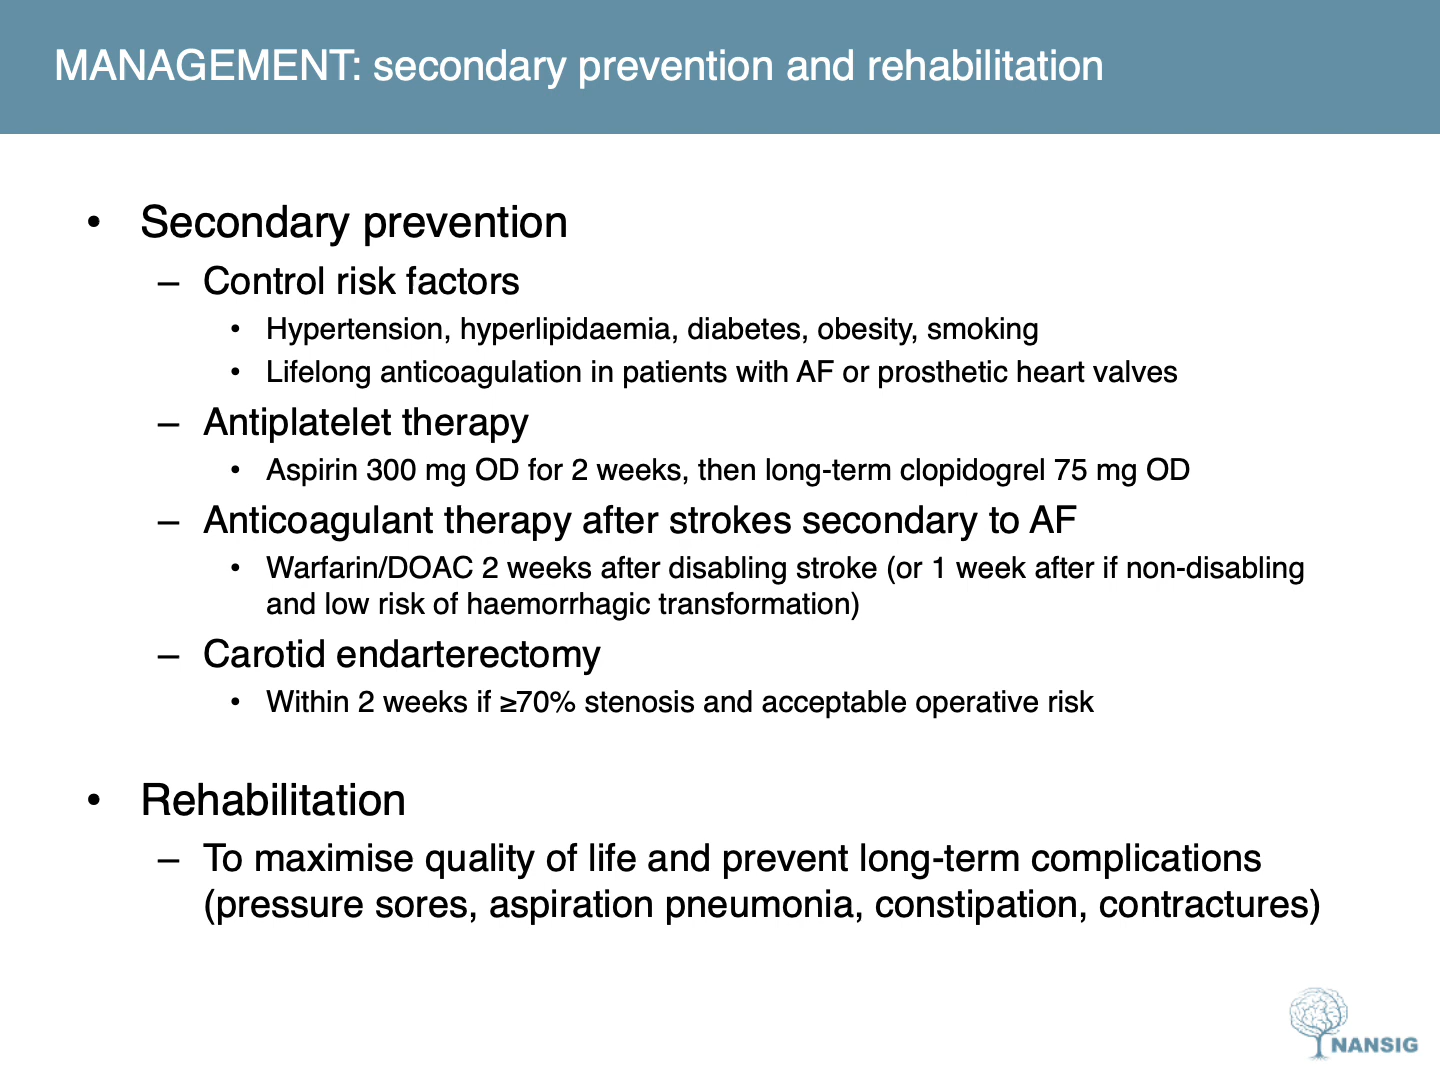 MANAGEMENT: secondary prevention and rehabilitation
• Secondary prevention
– Control risk factors
• Hypertension, hyperlipidaemia, diabetes, obesity, smoking
• Lifelong anticoagulation in patients with AF or prosthetic heart valves
– Antiplatelet therapy
• Aspirin 300 mg OD for 2 weeks, then long-term clopidogrel 75 mg OD
– Anticoagulant therapy after strokes secondary to AF
• Warfarin/DOAC 2 weeks after disabling stroke (or 1 week after if non-disabling
and low risk of haemorrhagic transformation)
– Carotid endarterectomy
• Within 2 weeks if ≥70% stenosis and acceptable operative risk
• Rehabilitation
– To maximise quality of life and prevent long-term complications
(pressure sores, aspiration pneumonia, constipation, contractures)
NANSIG